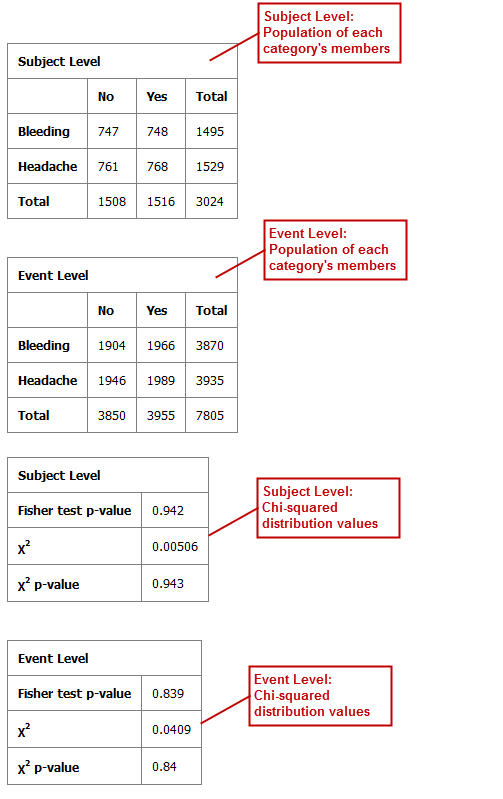 Subject Level:
Population of each
category's members
Subject Level
No Yes Total
Bleeding 747 748 1495
Headache 761 768 1529
Total 1508 1516 3024
Event Level:
Population of each
category's members
Event Level
No Yes Total
Bleeding 1904 1966 3870
Headache 1946 1989 3935
Total 3850 3955 7805
Subject Level
Fisher test p-value 0.942
χ² 0.00506
χ² p-value 0.943
Subject Level:
Chi-squared
distribution values
Event Level
Fisher test p-value 0.839
χ² 0.0409
χ² p-value 0.84
Event Level:
Chi-squared
distribution values